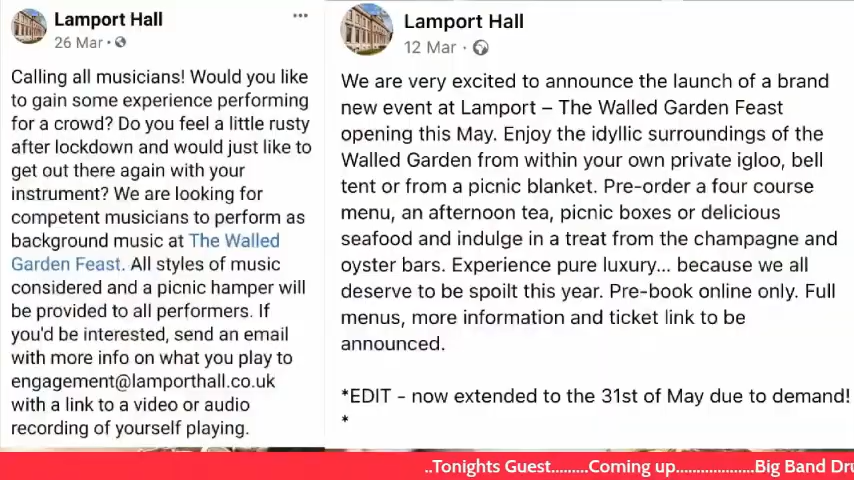 Lamport Hall
26 Mar ·
Calling all musicians! Would you like
to gain some experience performing
for a crowd? Do you feel a little rusty
after lockdown and would just like to
get out there again with your
instrument? We are looking for
competent musicians to perform as
background music at The Walled
Garden Feast. All styles of music
considered and a picnic hamper will
be provided to all performers. If
you'd be interested, send an email
with more info on what you play to
engagement@lamporthall.co.uk
with a link to a video or audio
recording of yourself playing.
Lamport Hall
12 Mar ·
We are very excited to announce the launch of a brand
new event at Lamport – The Walled Garden Feast
opening this May. Enjoy the idyllic surroundings of the
Walled Garden from within your own private igloo, bell
tent or from a picnic blanket. Pre-order a four course
menu, an afternoon tea, picnic boxes or delicious
seafood and indulge in a treat from the champagne and
oyster bars. Experience pure luxury... because we all
deserve to be spoilt this year. Pre-book online only. Full
menus, more information and ticket link to be
announced.
*EDIT - now extended to the 31st of May due to demand!
*
..Tonights Guest.........Coming up...................Big Band Dru